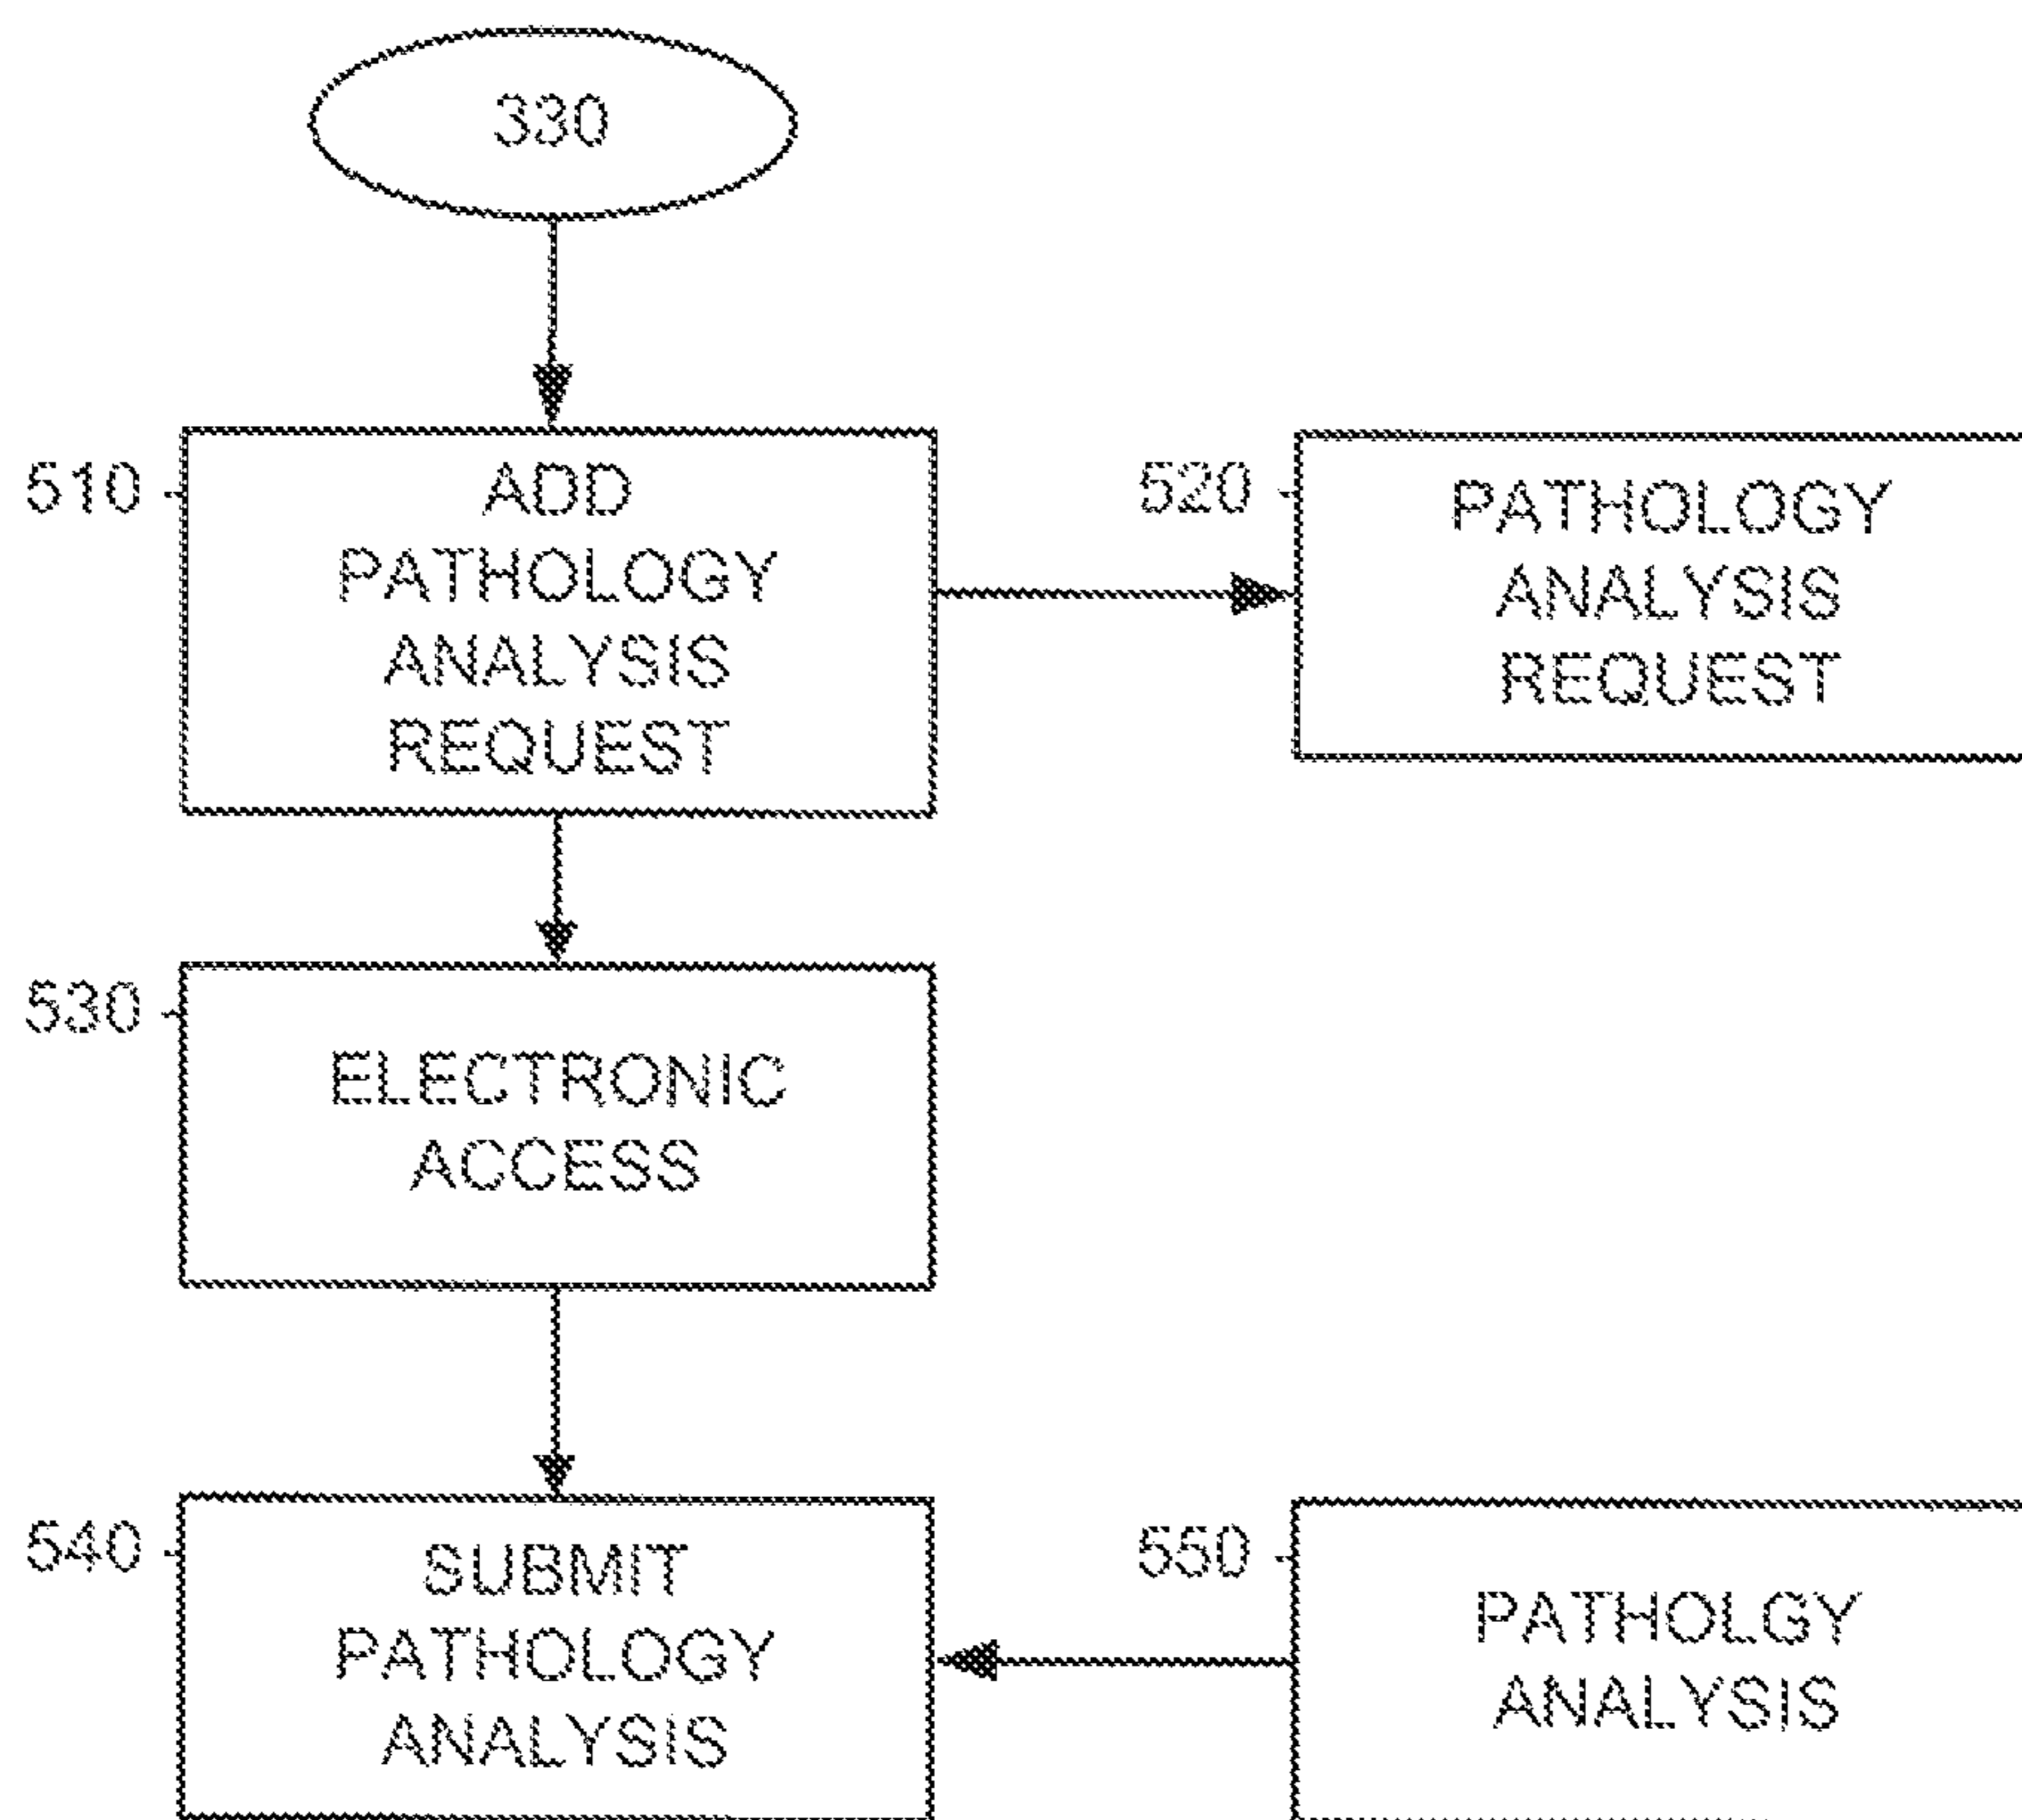 330
510
ADD
PATHOLOGY
ANALYSIS
REQUEST
520
PATHOLOGY
ANALYSIS
REQUEST
530
ELECTRONIC
ACCESS
540
SUBMIT
PATHOLOGY
ANALYSIS
550
PATHOLGY
ANALYSIS